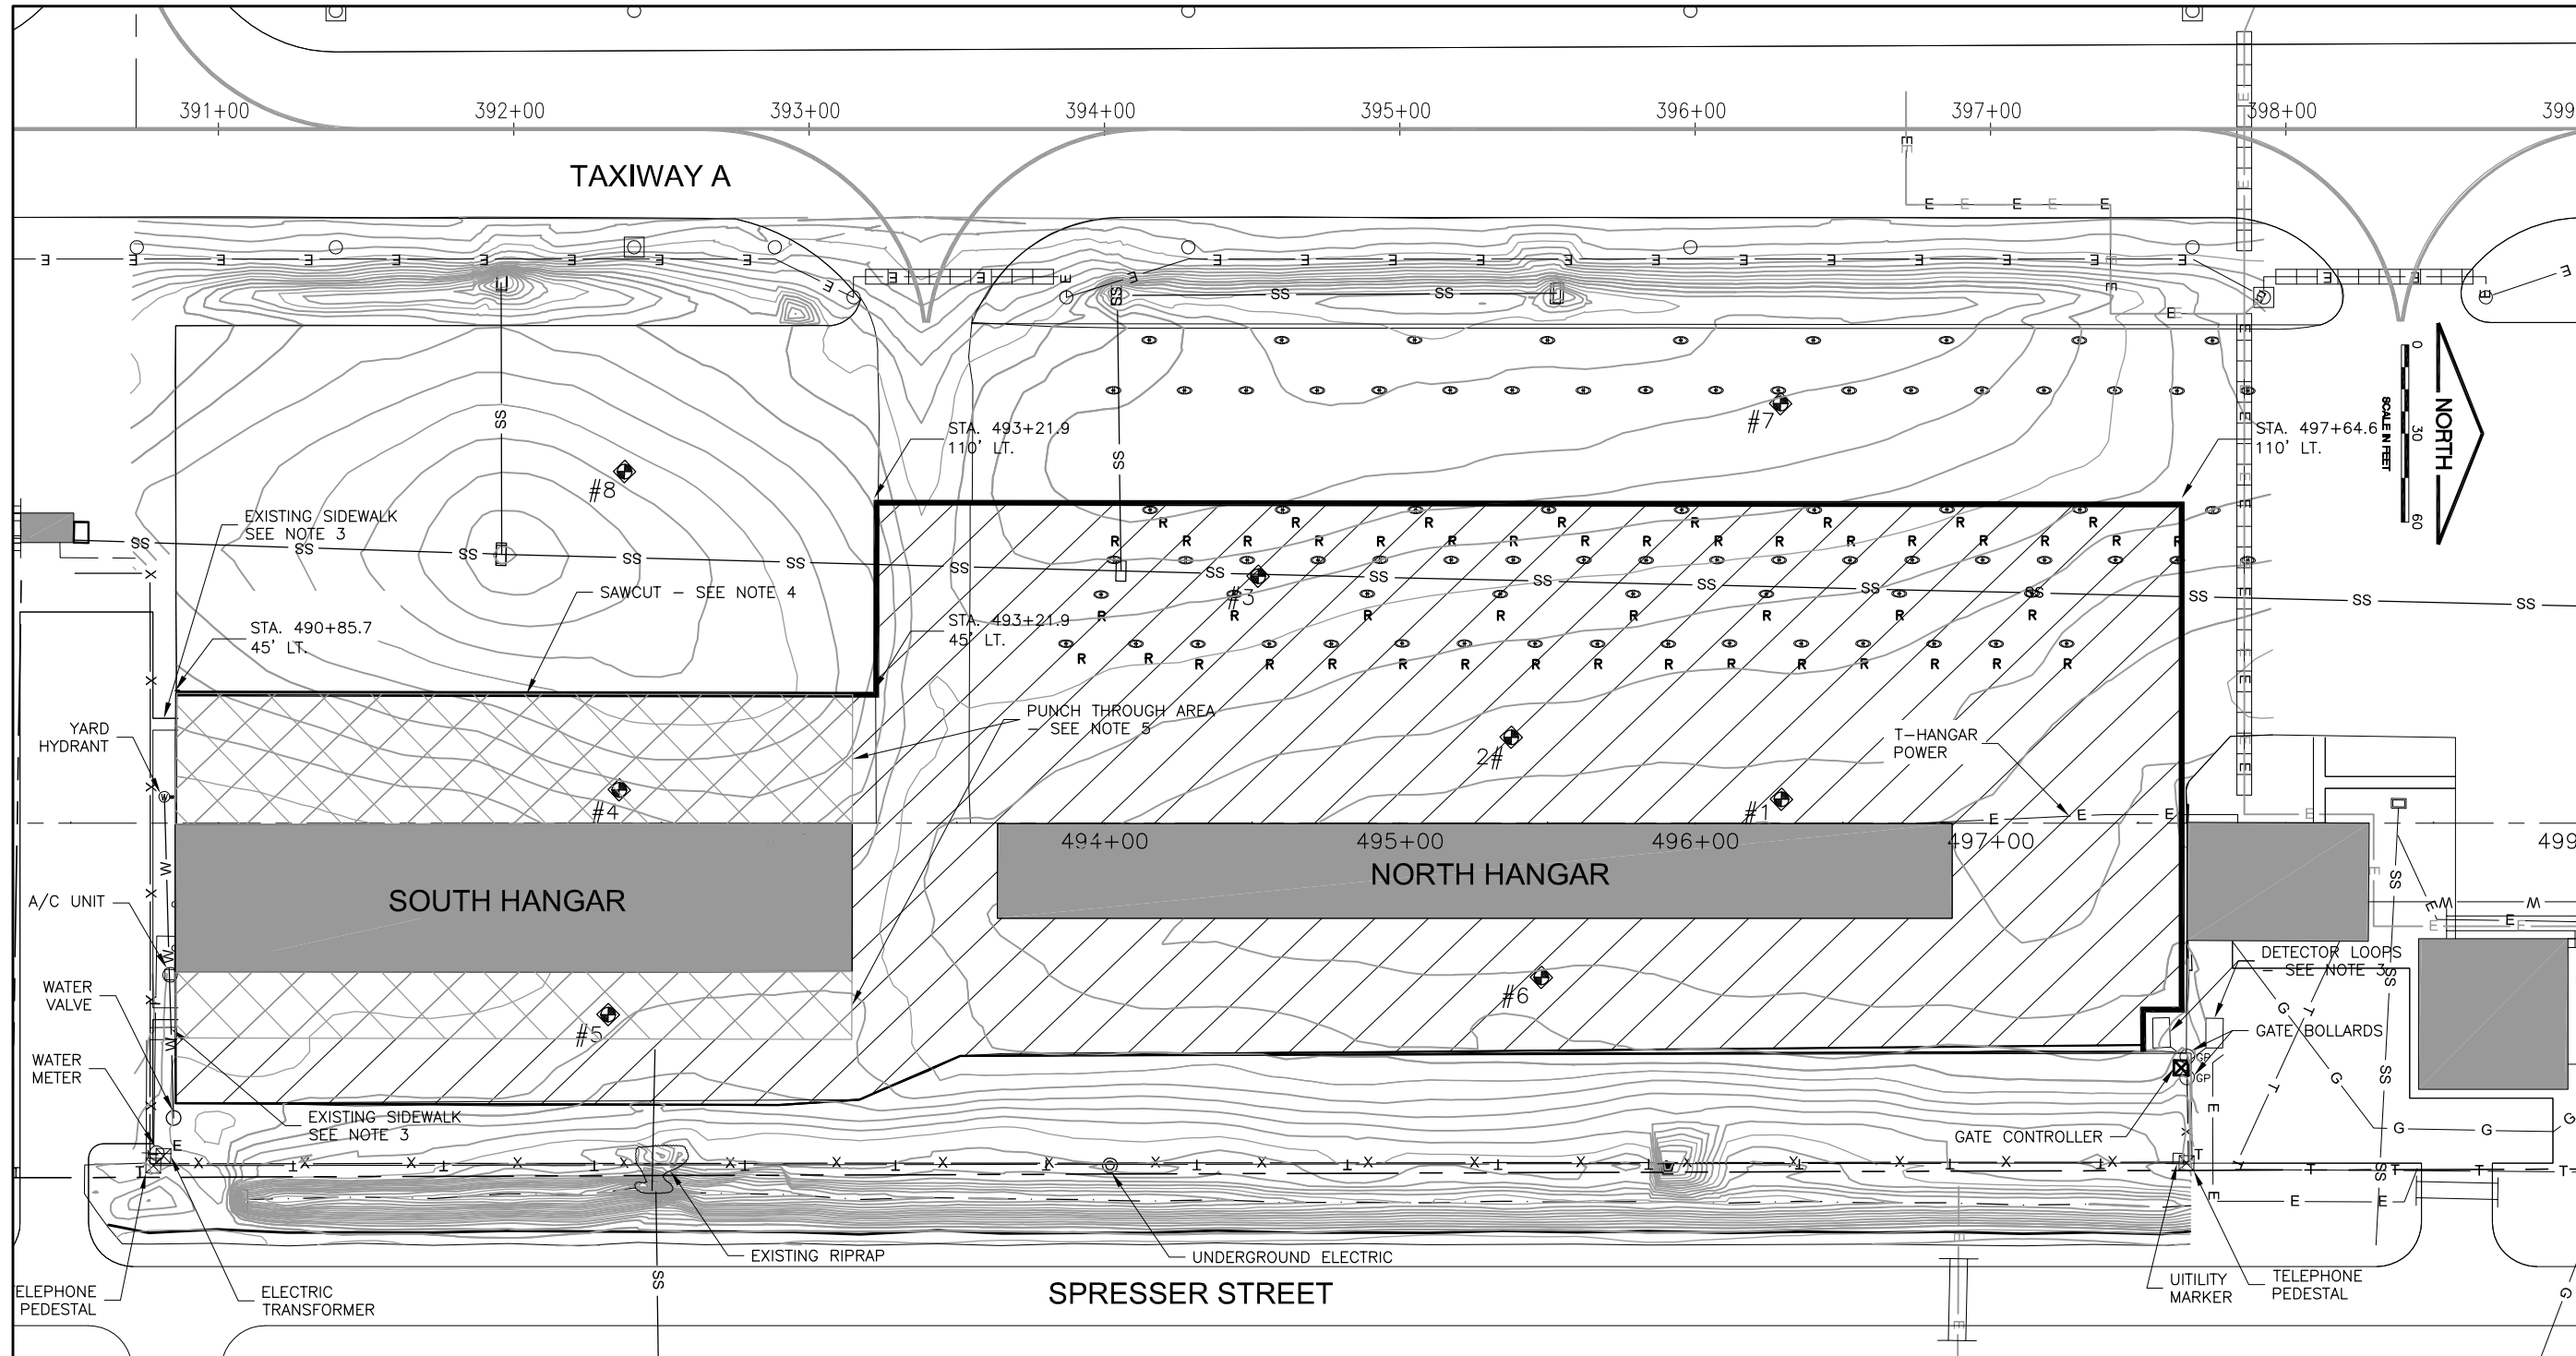 391+00
392+00
393+00
394+00
395+00
396+00
397+00
398+00
399
TAXIWAY A
STA. 493+21.9
110' LT.
STA. 497+64.6
110' LT.
0
30
60
SCALE IN FEET
NORTH
#7
#8
EXISTING SIDEWALK
SEE NOTE 3
SAWCUT – SEE NOTE 4
#3
STA. 490+85.7
45' LT.
STA. 493+21.9
45' LT.
PUNCH THROUGH AREA
– SEE NOTE 5
YARD
HYDRANT
T-HANGAR
POWER
2#
#1
#4
494+00
495+00
496+00
497+00
499
SOUTH HANGAR
NORTH HANGAR
A/C UNIT
DETECTOR LOOPS
– SEE NOTE 3
#6
#5
WATER
VALVE
GATE BOLLARDS
GP
GP
WATER
METER
EXISTING SIDEWALK
SEE NOTE 3
GATE CONTROLLER
EXISTING RIPRAP
UNDERGROUND ELECTRIC
SPRESSER STREET
ELEPHONE
PEDESTAL
ELECTRIC
TRANSFORMER
UITILITY
MARKER
TELEPHONE
PEDESTAL